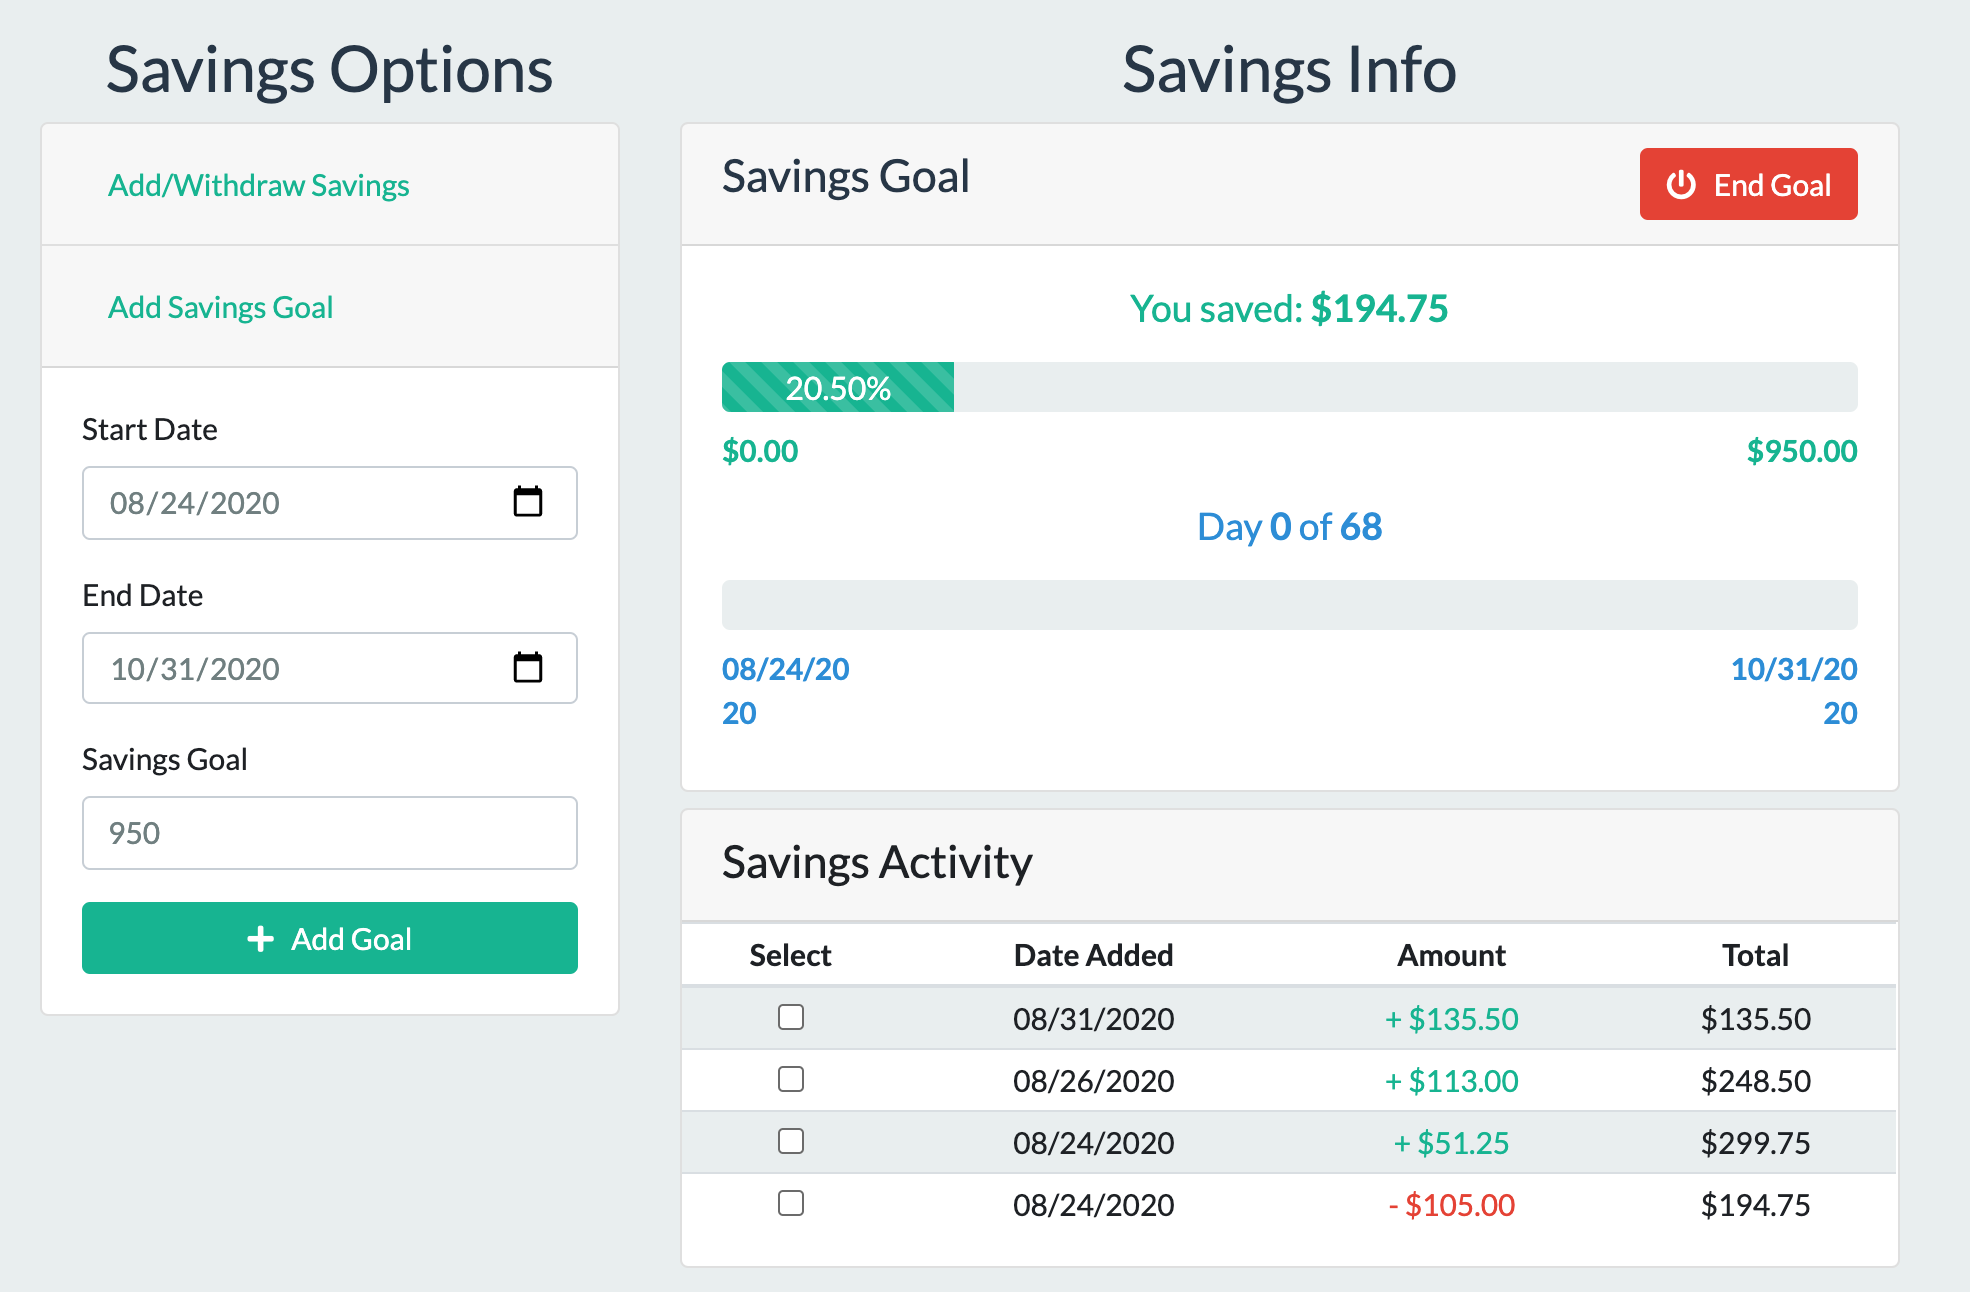 Savings Options
Add/Withdraw Savings
Add Savings Goal
Start Date
08/24/2020
End Date
10/31/2020
Savings Goal
950
Add Goal
Savings Info
Savings Goal
End Goal
You saved: $194.75
20.50%
$0.00 $950.00
Day 0 of 68
08/24/20 10/31/20
20 20
Savings Activity
Select Date Added Amount Total
08/31/2020 + $135.50 $135.50
08/26/2020 + $113.00 $248.50
08/24/2020 + $51.25 $299.75
08/24/2020 - $105.00 $194.75